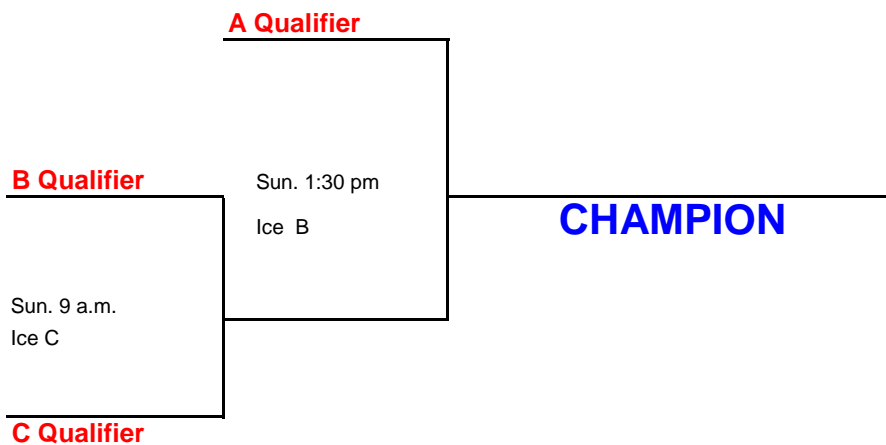 A Qualifier
B Qualifier
Sun. 1:30 pm
Ice B
CHAMPION
Sun. 9 a.m.
Ice C
C Qualifier